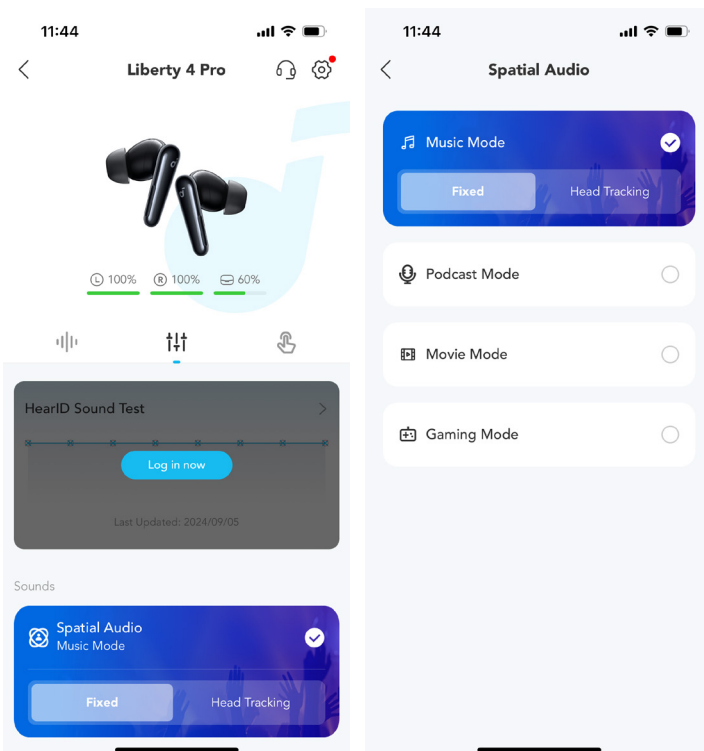 11:44
Liberty 4 Pro
L 100% R 100% 60%
HearID Sound Test
Log in now
Last Updated: 2024/09/05
Sounds
Spatial Audio
Music Mode
Fixed Head Tracking
11:44
Spatial Audio
Music Mode
Fixed Head Tracking
Podcast Mode
Movie Mode
Gaming Mode